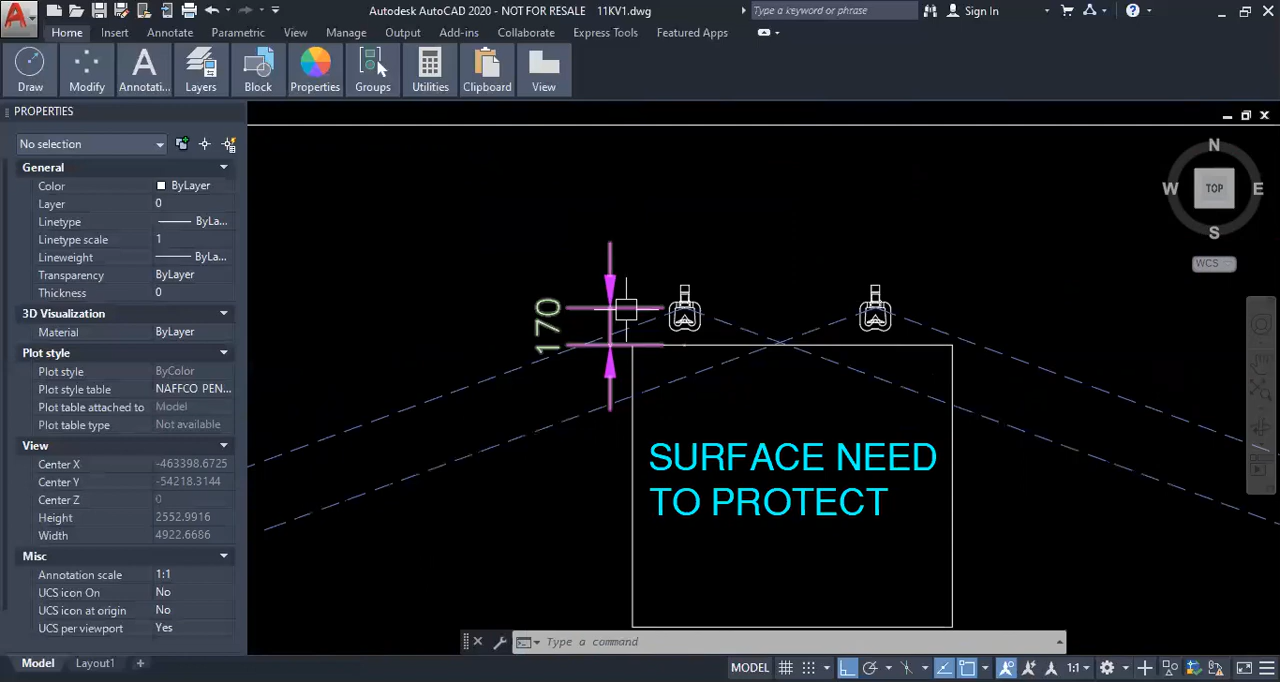 Autodesk AutoCAD 2020 - NOT FOR RESALE 11KV1.dwg
Type a keyword or phrase
Sign In
Home Insert Annotate Parametric View Manage Output Add-ins Collaborate Express Tools Featured Apps
Draw Modify Annotati... Layers Block Properties Groups Utilities Clipboard View
PROPERTIES
No selection
General
Color ByLayer
Layer 0
Linetype ByLa...
Linetype scale 1
Lineweight ByLa...
Transparency ByLayer
Thickness 0
3D Visualization
Material ByLayer
Plot style
Plot style ByColor
Plot style table NAFFCO PEN...
Plot table attached to Model
Plot table type Not available
View
Center X -463398.6725
Center Y -54218.3144
Center Z 0
Height 2552.9916
Width 4922.6686
Misc
Annotation scale 1:1
UCS icon On No
UCS icon at origin No
UCS per viewport Yes
N
W TOP E
S
WCS
170
SURFACE NEED
TO PROTECT
Type a command
Model Layout1 +
MODEL 1:1